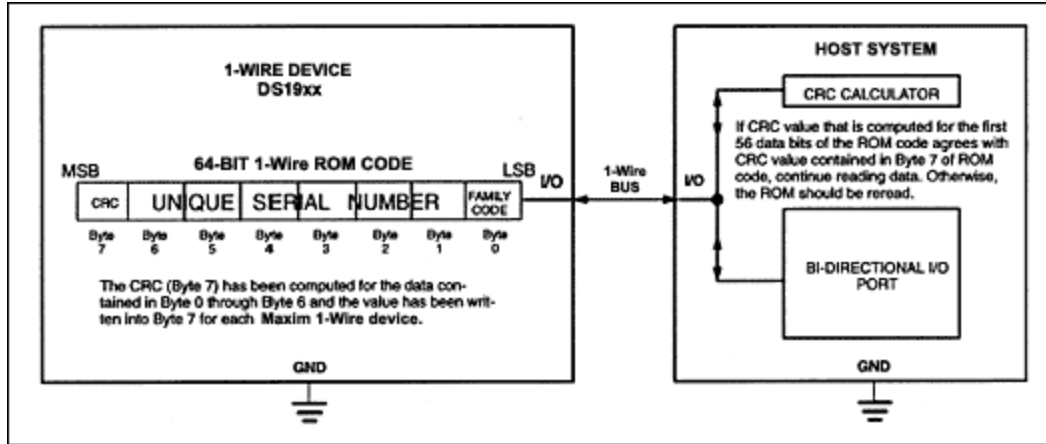 1-WIRE DEVICE
DS19xx
64-BIT 1-Wire ROM CODE
MSB
LSB
I/O
CRC
UNIQUE SERIAL NUMBER
FAMILY
CODE
Byte
7
Byte
6
Byte
5
Byte
4
Byte
3
Byte
2
Byte
1
Byte
0
The CRC (Byte 7) has been computed for the data con-
tained in Byte 0 through Byte 6 and the value has been writ-
ten into Byte 7 for each Maxim 1-Wire device.
GND
1-Wire
BUS
HOST SYSTEM
CRC CALCULATOR
If CRC value that is computed for the first
56 data bits of the ROM code agrees with
CRC value contained in Byte 7 of ROM
code, continue reading data. Otherwise,
the ROM should be reread.
I/O
BI-DIRECTIONAL I/O
PORT
GND